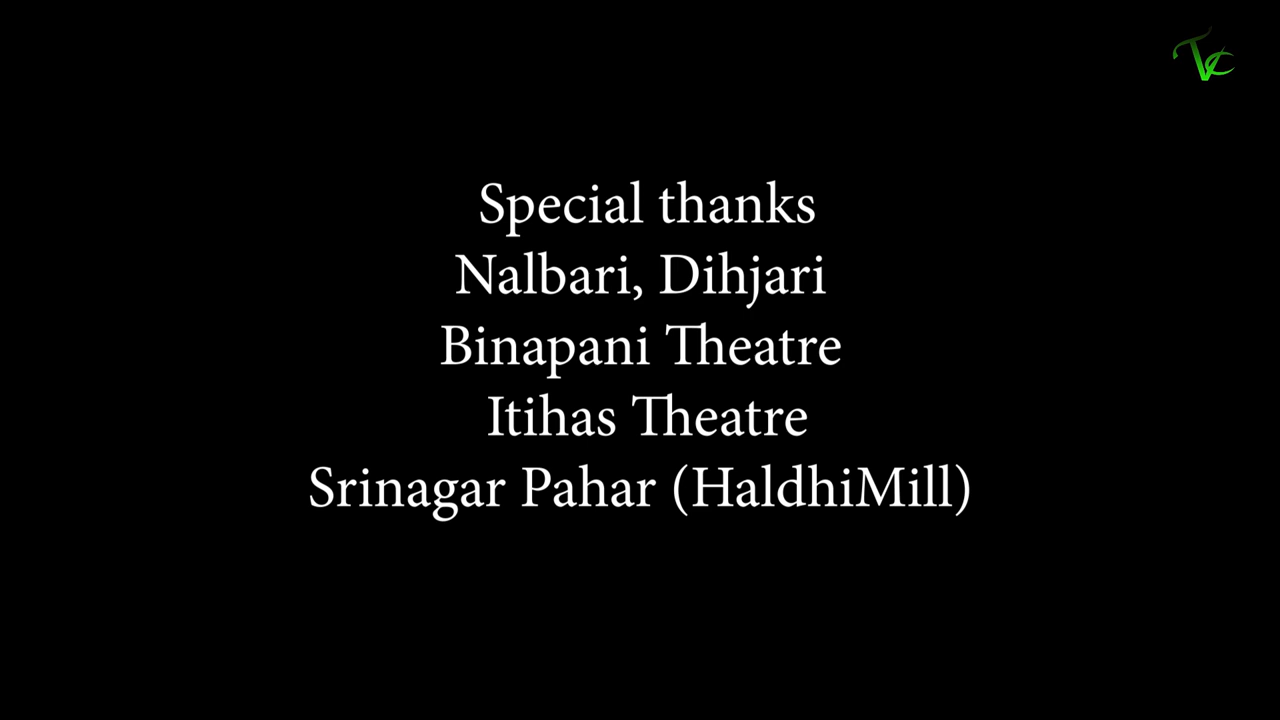 Special thanks
Nalbari, Dihjari
Binapani Theatre
Itihas Theatre
Srinagar Pahar (HaldhiMill)